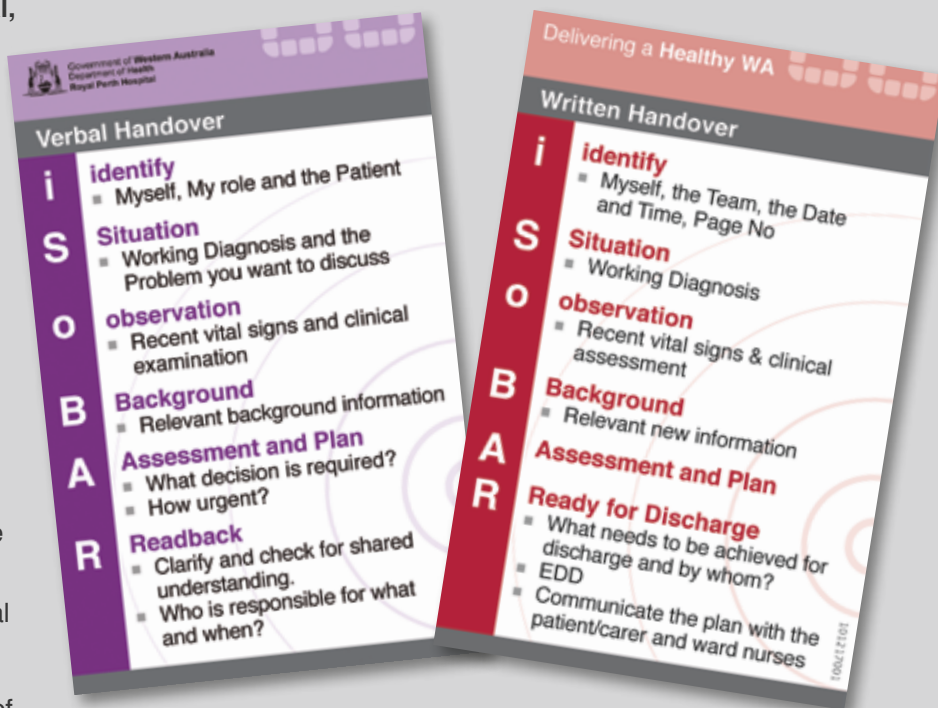 l,
Government of Western Australia
Department of Health
Royal Perth Hospital
Verbal Handover
i
identify
▪ Myself, My role and the Patient
S
Situation
▪ Working Diagnosis and the
Problem you want to discuss
o
observation
▪ Recent vital signs and clinical
examination
B
Background
▪ Relevant background information
A
Assessment and Plan
▪ What decision is required?
▪ How urgent?
R
Readback
▪ Clarify and check for shared
understanding.
▪ Who is responsible for what
and when?
Delivering a Healthy WA
Written Handover
i
identify
▪ Myself, the Team, the Date
and Time, Page No
S
Situation
▪ Working Diagnosis
o
observation
▪ Recent vital signs & clinical
assessment
B
Background
▪ Relevant new information
A
Assessment and Plan
R
Ready for Discharge
▪ What needs to be achieved for
discharge and by whom?
▪ EDD
▪ Communicate the plan with the
patient/carer and ward nurses
101217001
e
al
of